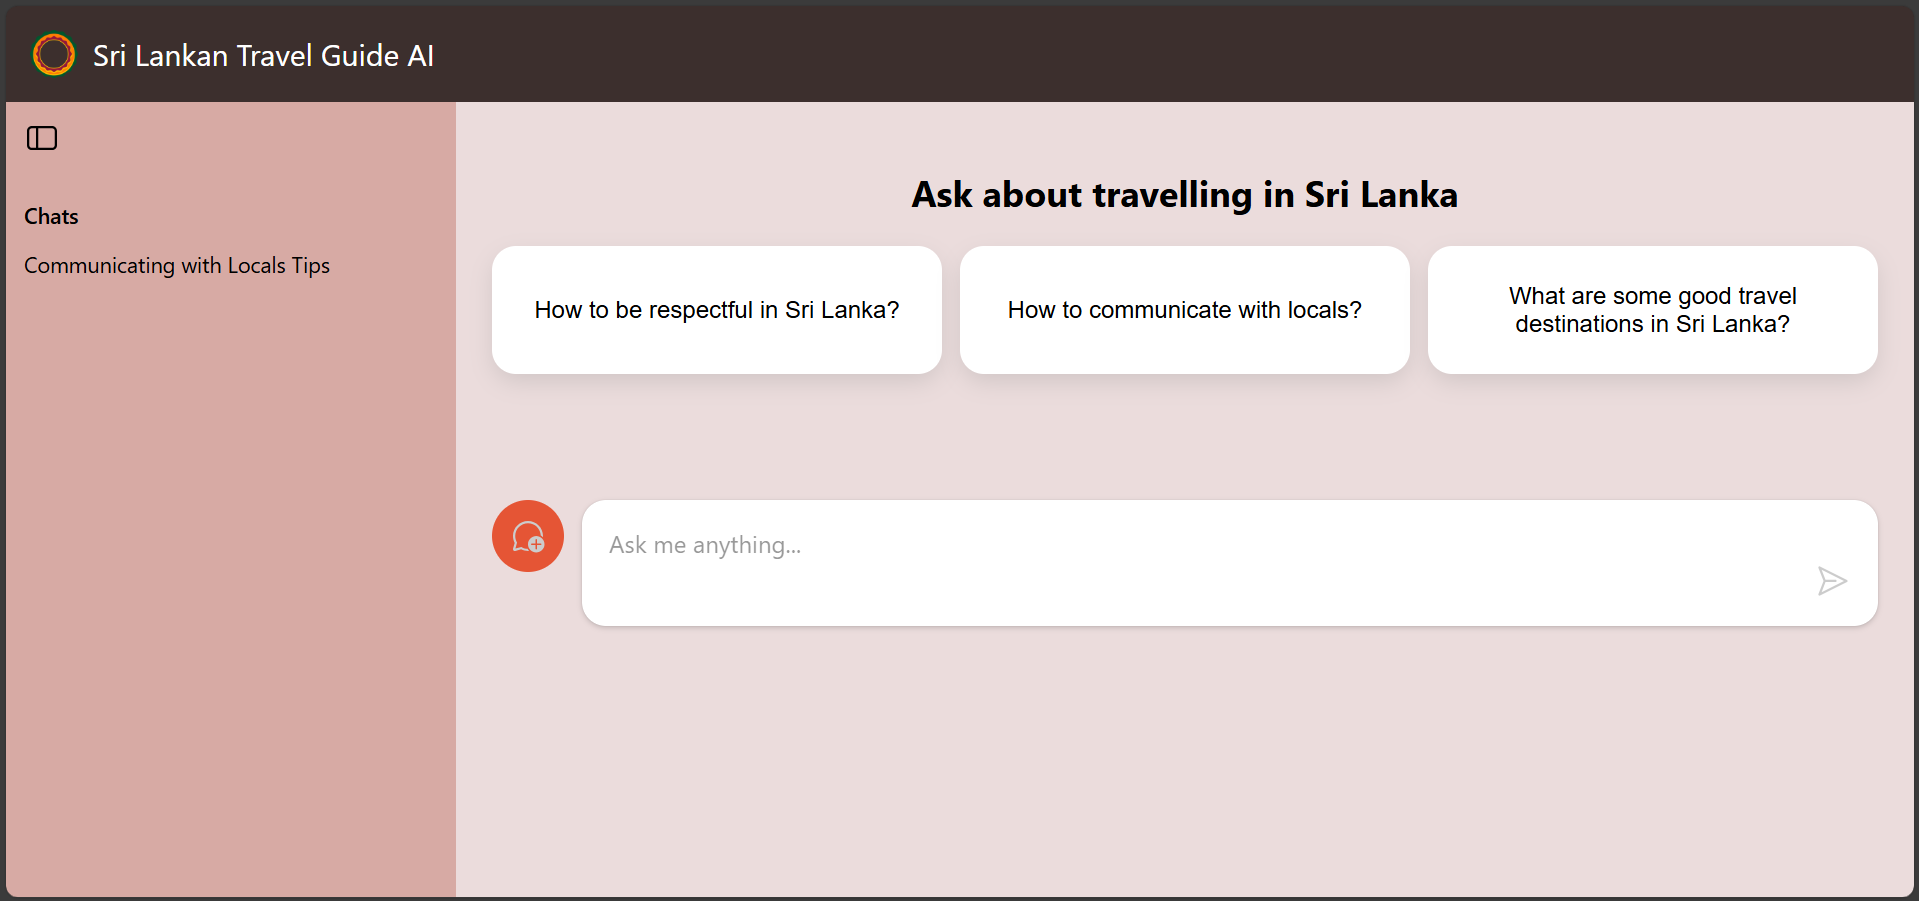 Sri Lankan Travel Guide AI
Chats
Communicating with Locals Tips
Ask about travelling in Sri Lanka
How to be respectful in Sri Lanka?
How to communicate with locals?
What are some good travel
destinations in Sri Lanka?
Ask me anything...